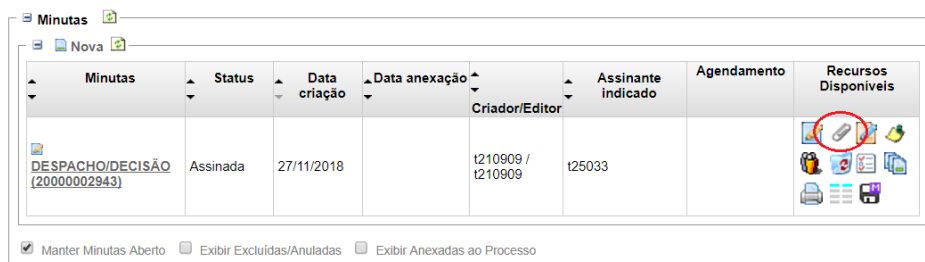 Minutas
Nova
Minutas Status Data criação Data anexação Criador/Editor Assinante indicado Agendamento Recursos Disponíveis
DESPACHO/DECISÃO (20000002943) Assinada 27/11/2018 t210909 / t210909 t25033
Manter Minutas Aberto Exibir Excluídas/Anuladas Exibir Anexadas ao Processo